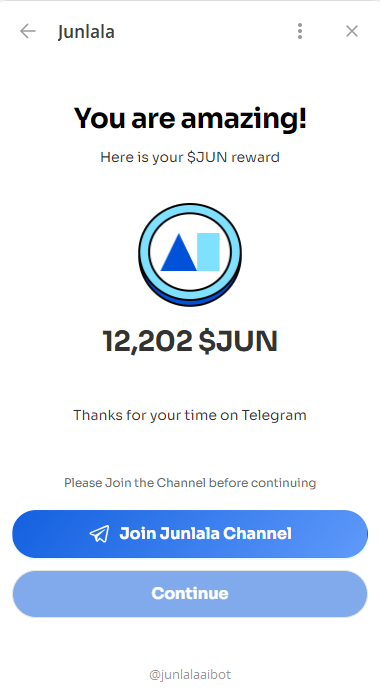 Junlala
You are amazing!
Here is your $JUN reward
12,202 $JUN
Thanks for your time on Telegram
Please Join the Channel before continuing
Join Junlala Channel
Continue
@junlalaaibot